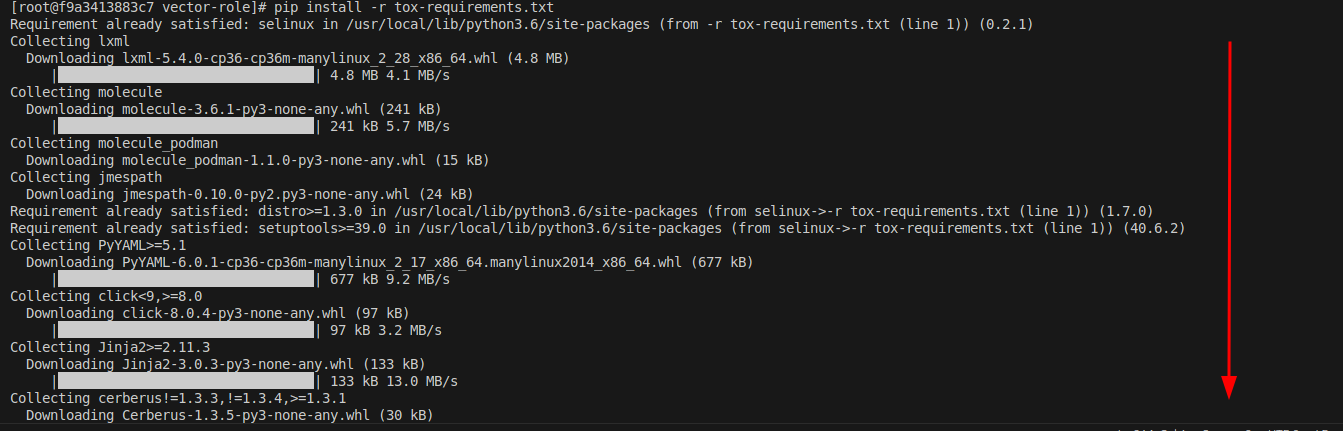 [root@f9a3413883c7 vector-role]# pip install -r tox-requirements.txt
Requirement already satisfied: selinux in /usr/local/lib/python3.6/site-packages (from -r tox-requirements.txt (line 1)) (0.2.1)
Collecting lxml
Downloading lxml-5.4.0-cp36-cp36m-manylinux_2_28_x86_64.whl (4.8 MB)
| | 4.8 MB 4.1 MB/s
Collecting molecule
Downloading molecule-3.6.1-py3-none-any.whl (241 kB)
| | 241 kB 5.7 MB/s
Collecting molecule_podman
Downloading molecule_podman-1.1.0-py3-none-any.whl (15 kB)
Collecting jmespath
Downloading jmespath-0.10.0-py2.py3-none-any.whl (24 kB)
Requirement already satisfied: distro>=1.3.0 in /usr/local/lib/python3.6/site-packages (from selinux->-r tox-requirements.txt (line 1)) (1.7.0)
Requirement already satisfied: setuptools>=39.0 in /usr/local/lib/python3.6/site-packages (from selinux->-r tox-requirements.txt (line 1)) (40.6.2)
Collecting PyYAML>=5.1
Downloading PyYAML-6.0.1-cp36-cp36m-manylinux_2_17_x86_64.manylinux2014_x86_64.whl (677 kB)
| | 677 kB 9.2 MB/s
Collecting click<9,>=8.0
Downloading click-8.0.4-py3-none-any.whl (97 kB)
| | 97 kB 3.2 MB/s
Collecting Jinja2>=2.11.3
Downloading Jinja2-3.0.3-py3-none-any.whl (133 kB)
| | 133 kB 13.0 MB/s
Collecting cerberus!=1.3.3,!=1.3.4,>=1.3.1
Downloading Cerberus-1.3.5-py3-none-any.whl (30 kB)